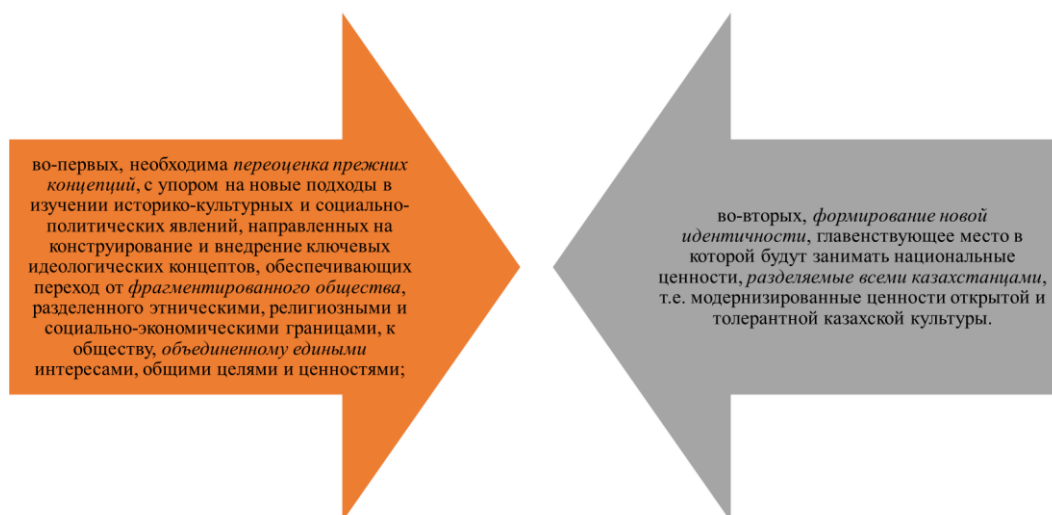 во-первых, необходима переоценка прежних
концепций, с упором на новые подходы в
изучении историко-культурных и социально-
политических явлений, направленных на
конструирование и внедрение ключевых
идеологических концептов, обеспечивающих
переход от фрагментированного общества,
разделенного этническими, религиозными и
социально-экономическими границами, к
обществу, объединенному едиными
интересами, общими целями и ценностями;
во-вторых, формирование новой
идентичности, главенствующее место в
которой будут занимать национальные
ценности, разделяемые всеми казахстанцами,
т.е. модернизированные ценности открытой и
толерантной казахской культуры.